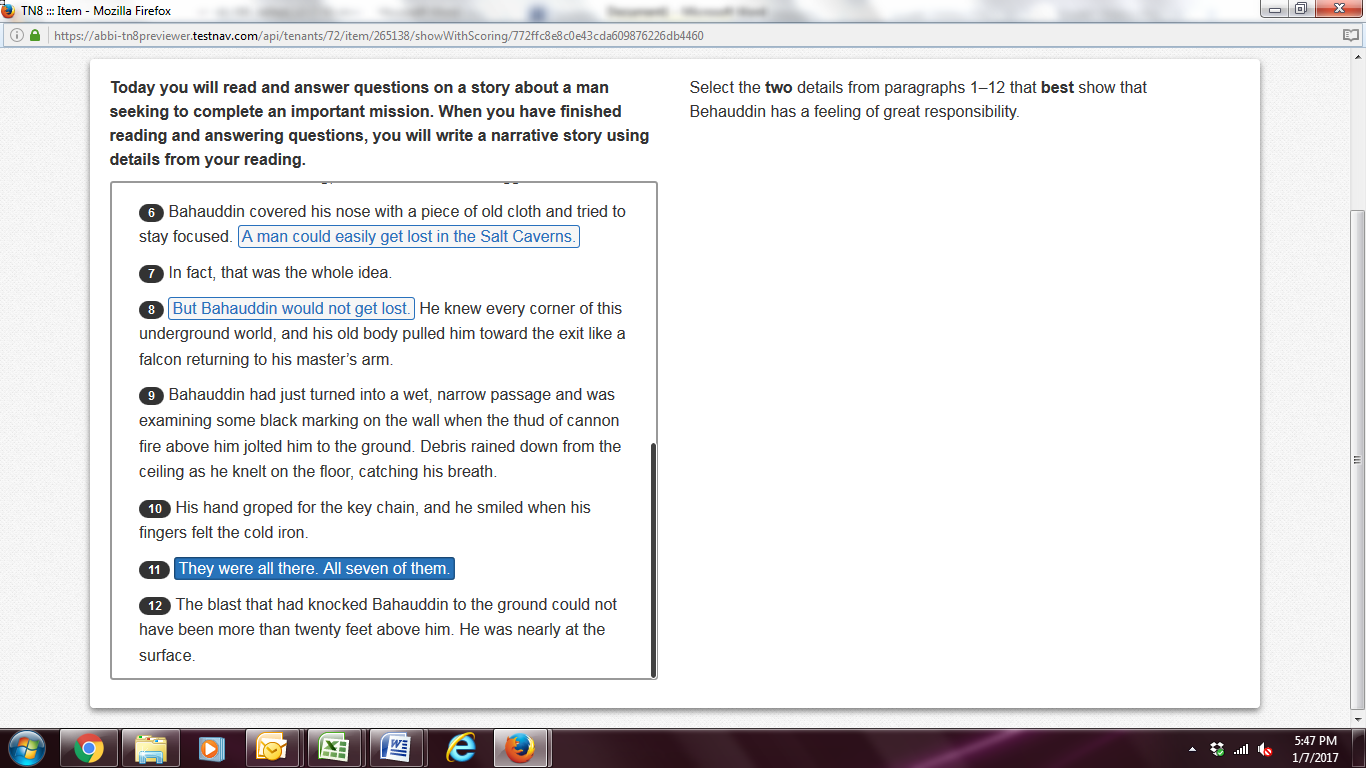 TN8 ::: Item - Mozilla Firefox
https://abbi-tn8previewer.testnav.com/api/tenants/72/item/265138/showWithScoring/772ffc8e8c0e43cda609876226db4460
Today you will read and answer questions on a story about a man
seeking to complete an important mission. When you have finished
reading and answering questions, you will write a narrative story using
details from your reading.
6 Bahauddin covered his nose with a piece of old cloth and tried to
stay focused. A man could easily get lost in the Salt Caverns.
7 In fact, that was the whole idea.
8 But Bahauddin would not get lost. He knew every corner of this
underground world, and his old body pulled him toward the exit like a
falcon returning to his master's arm.
9 Bahauddin had just turned into a wet, narrow passage and was
examining some black marking on the wall when the thud of cannon
fire above him jolted him to the ground. Debris rained down from the
ceiling as he knelt on the floor, catching his breath.
10 His hand groped for the key chain, and he smiled when his
fingers felt the cold iron.
11 They were all there. All seven of them.
12 The blast that had knocked Bahauddin to the ground could not
have been more than twenty feet above him. He was nearly at the
surface.
Select the two details from paragraphs 1–12 that best show that
Behauddin has a feeling of great responsibility.
5:47 PM
1/7/2017